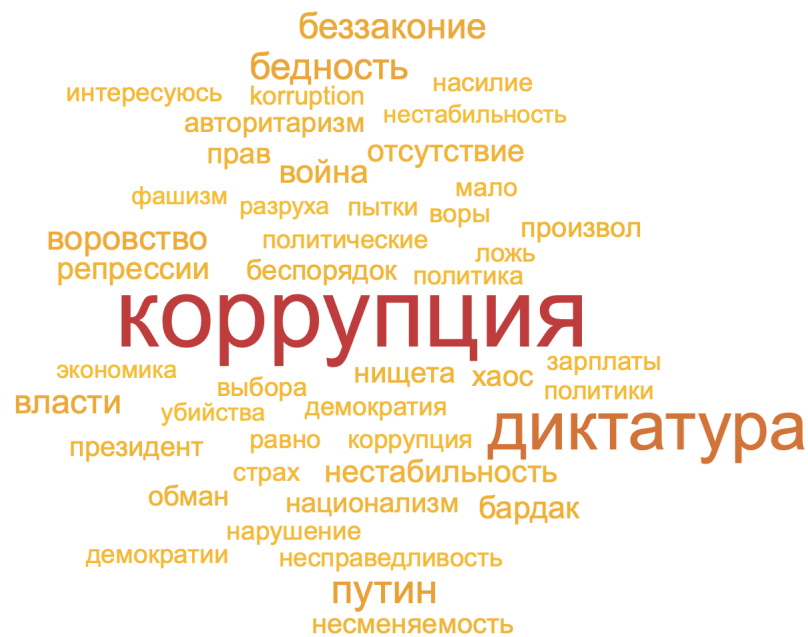 беззаконие
бедность
насилие
интересуюсь korruption
нестабильность
авторитаризм
прав отсутствие
война
мало
фашизм разруха пытки воры
произвол
воровство политические ложь
репрессии беспорядок политика
коррупция
экономика зарплаты
нищета хаос
выбора политики
власти убийства демократия
диктатура
президент равно коррупция
страх нестабильность
обман национализм бардак
нарушение
демократии несправедливость
путин
несменяемость